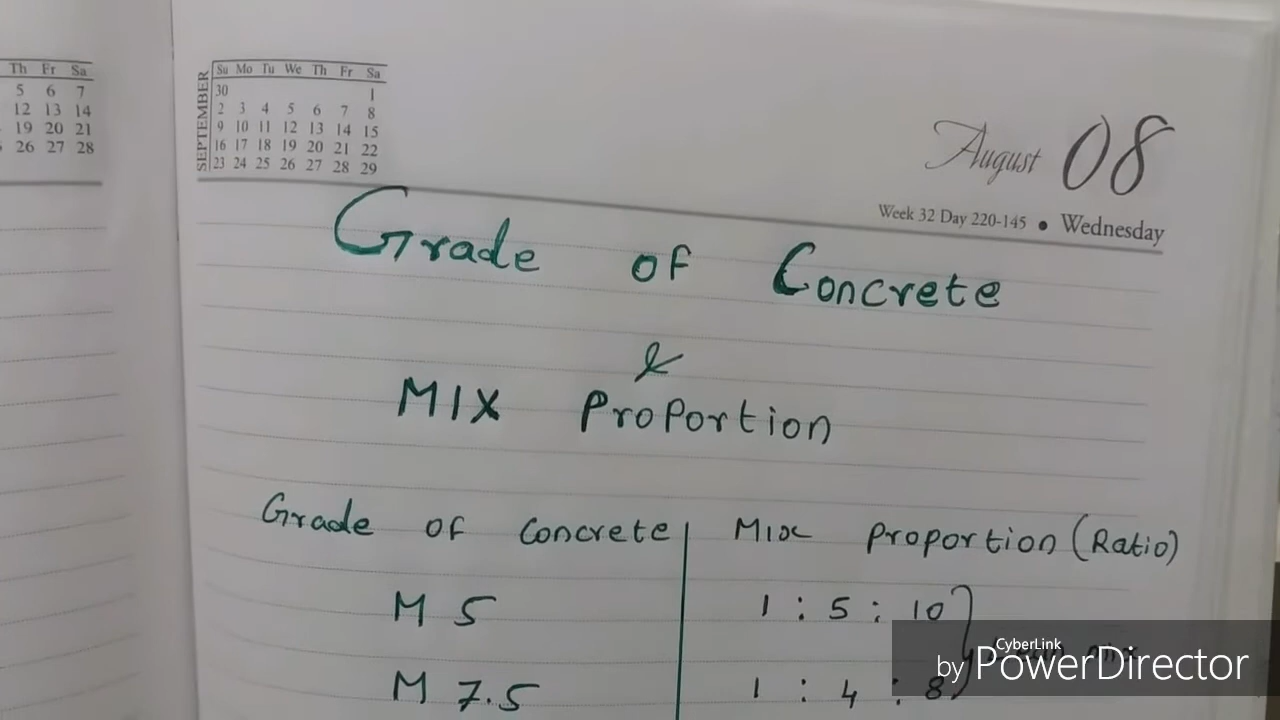 Th Fr Sa
5 6 7
12 13 14
19 20 21
26 27 28
SEPTEMBER
Su Mo Tu We Th Fr Sa
30 1
2 3 4 5 6 7 8
9 10 11 12 13 14 15
16 17 18 19 20 21 22
23 24 25 26 27 28 29
August 08
Week 32 Day 220-145 • Wednesday
Grade of Concrete
&
MIX Proportion
Grade of Concrete Mix Proportion (Ratio)
M 5 1 : 5 : 10
M 7.5 1 : 4 : 8
CyberLink
by PowerDirector